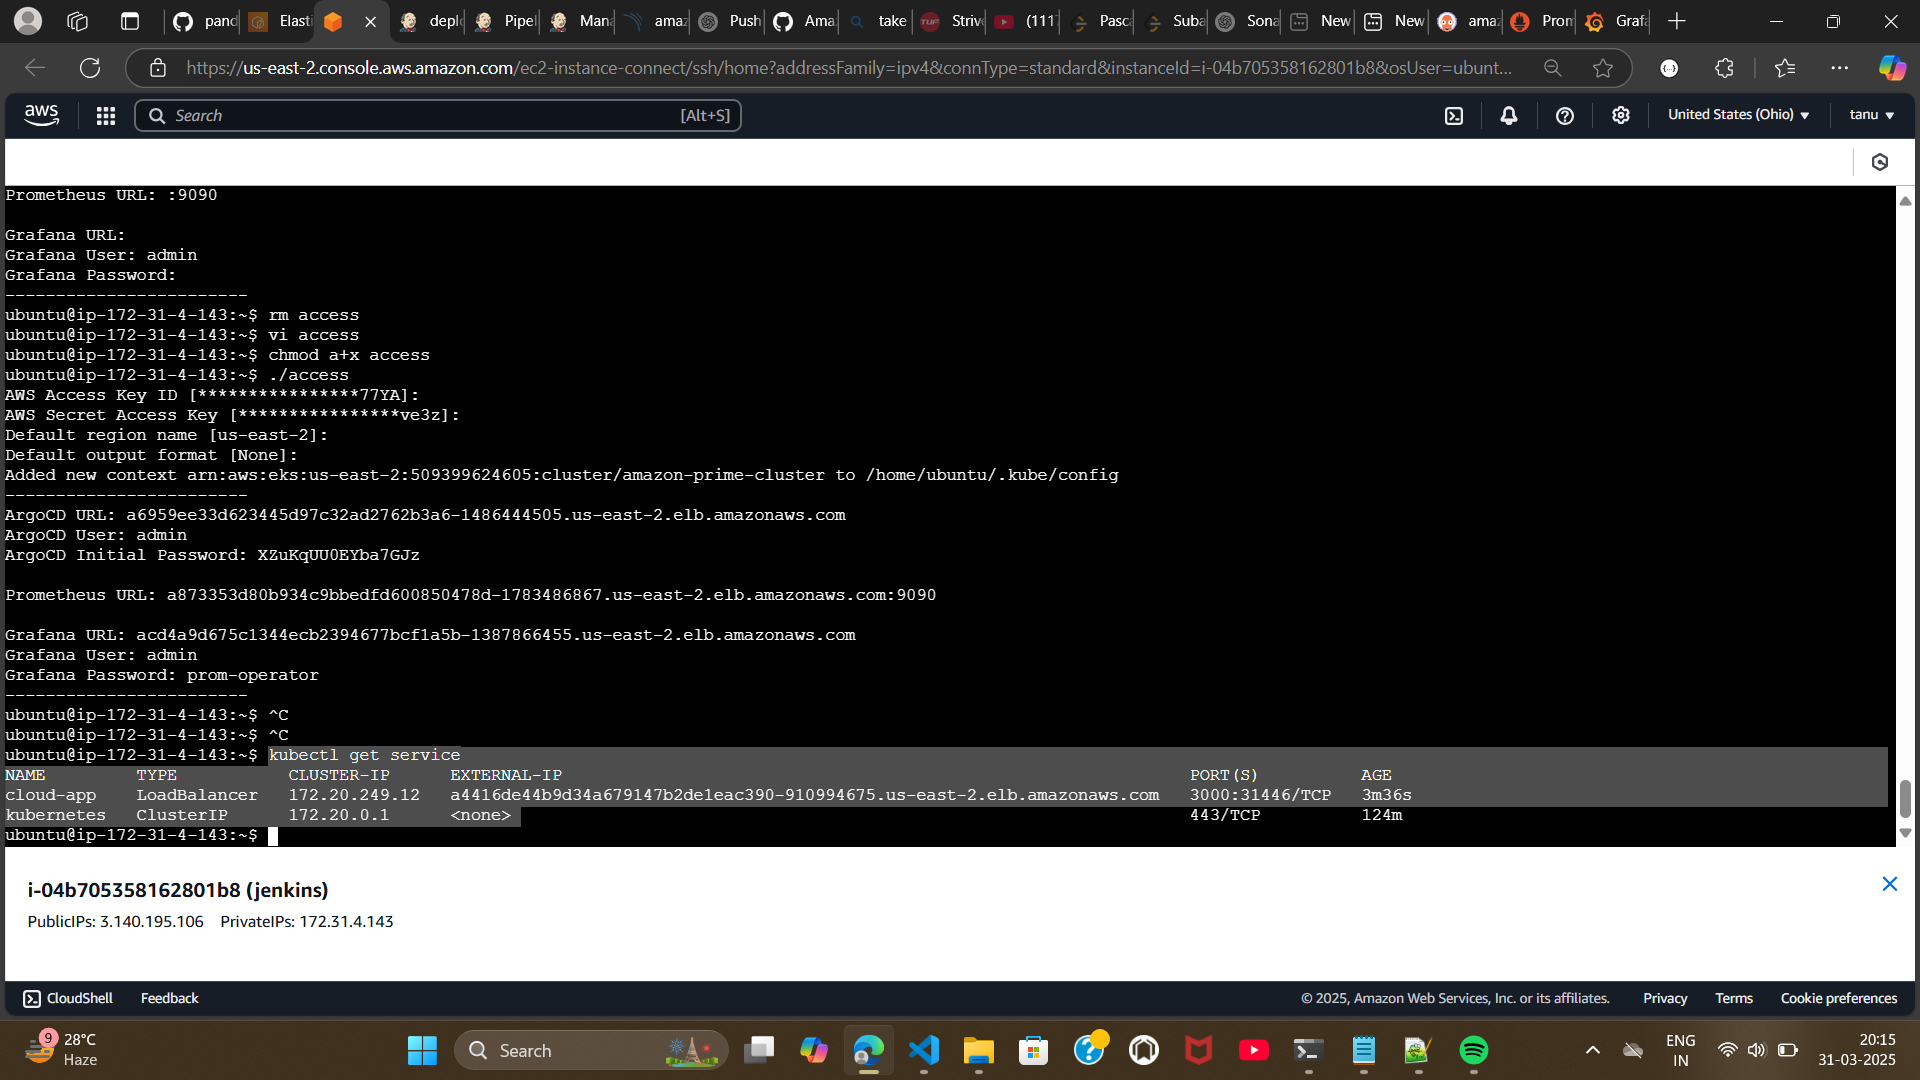 pand
Elasti
deplo
Pipel
Mana
amaz
Push
Amaz
take
Strive
(111)
Pasca
Suba
Sona
New
New
amaz
Prom
Grafa
https://us-east-2.console.aws.amazon.com/ec2-instance-connect/ssh/home?addressFamily=ipv4&connType=standard&instanceId=i-04b705358162801b8&osUser=ubunt...
aws
Search [Alt+S]
United States (Ohio)
tanu
Prometheus URL: :9090
Grafana URL:
Grafana User: admin
Grafana Password:
------------------------
ubuntu@ip-172-31-4-143:~$ rm access
ubuntu@ip-172-31-4-143:~$ vi access
ubuntu@ip-172-31-4-143:~$ chmod a+x access
ubuntu@ip-172-31-4-143:~$ ./access
AWS Access Key ID [****************77YA]:
AWS Secret Access Key [****************ve3z]:
Default region name [us-east-2]:
Default output format [None]:
Added new context arn:aws:eks:us-east-2:509399624605:cluster/amazon-prime-cluster to /home/ubuntu/.kube/config
------------------------
ArgoCD URL: a6959ee33d623445d97c32ad2762b3a6-1486444505.us-east-2.elb.amazonaws.com
ArgoCD User: admin
ArgoCD Initial Password: XZuKqUU0EYba7GJz
Prometheus URL: a873353d80b934c9bbedfd600850478d-1783486867.us-east-2.elb.amazonaws.com:9090
Grafana URL: acd4a9d675c1344ecb2394677bcf1a5b-1387866455.us-east-2.elb.amazonaws.com
Grafana User: admin
Grafana Password: prom-operator
------------------------
ubuntu@ip-172-31-4-143:~$ ^C
ubuntu@ip-172-31-4-143:~$ ^C
ubuntu@ip-172-31-4-143:~$ kubectl get service
NAME TYPE CLUSTER-IP EXTERNAL-IP PORT(S) AGE
cloud-app LoadBalancer 172.20.249.12 a4416de44b9d34a679147b2de1eac390-910994675.us-east-2.elb.amazonaws.com 3000:31446/TCP 3m36s
kubernetes ClusterIP 172.20.0.1 <none> 443/TCP 124m
ubuntu@ip-172-31-4-143:~$
i-04b705358162801b8 (jenkins)
PublicIPs: 3.140.195.106 PrivateIPs: 172.31.4.143
CloudShell Feedback © 2025, Amazon Web Services, Inc. or its affiliates. Privacy Terms Cookie preferences
9
28°C
Haze
Search
ENG
IN
20:15
31-03-2025